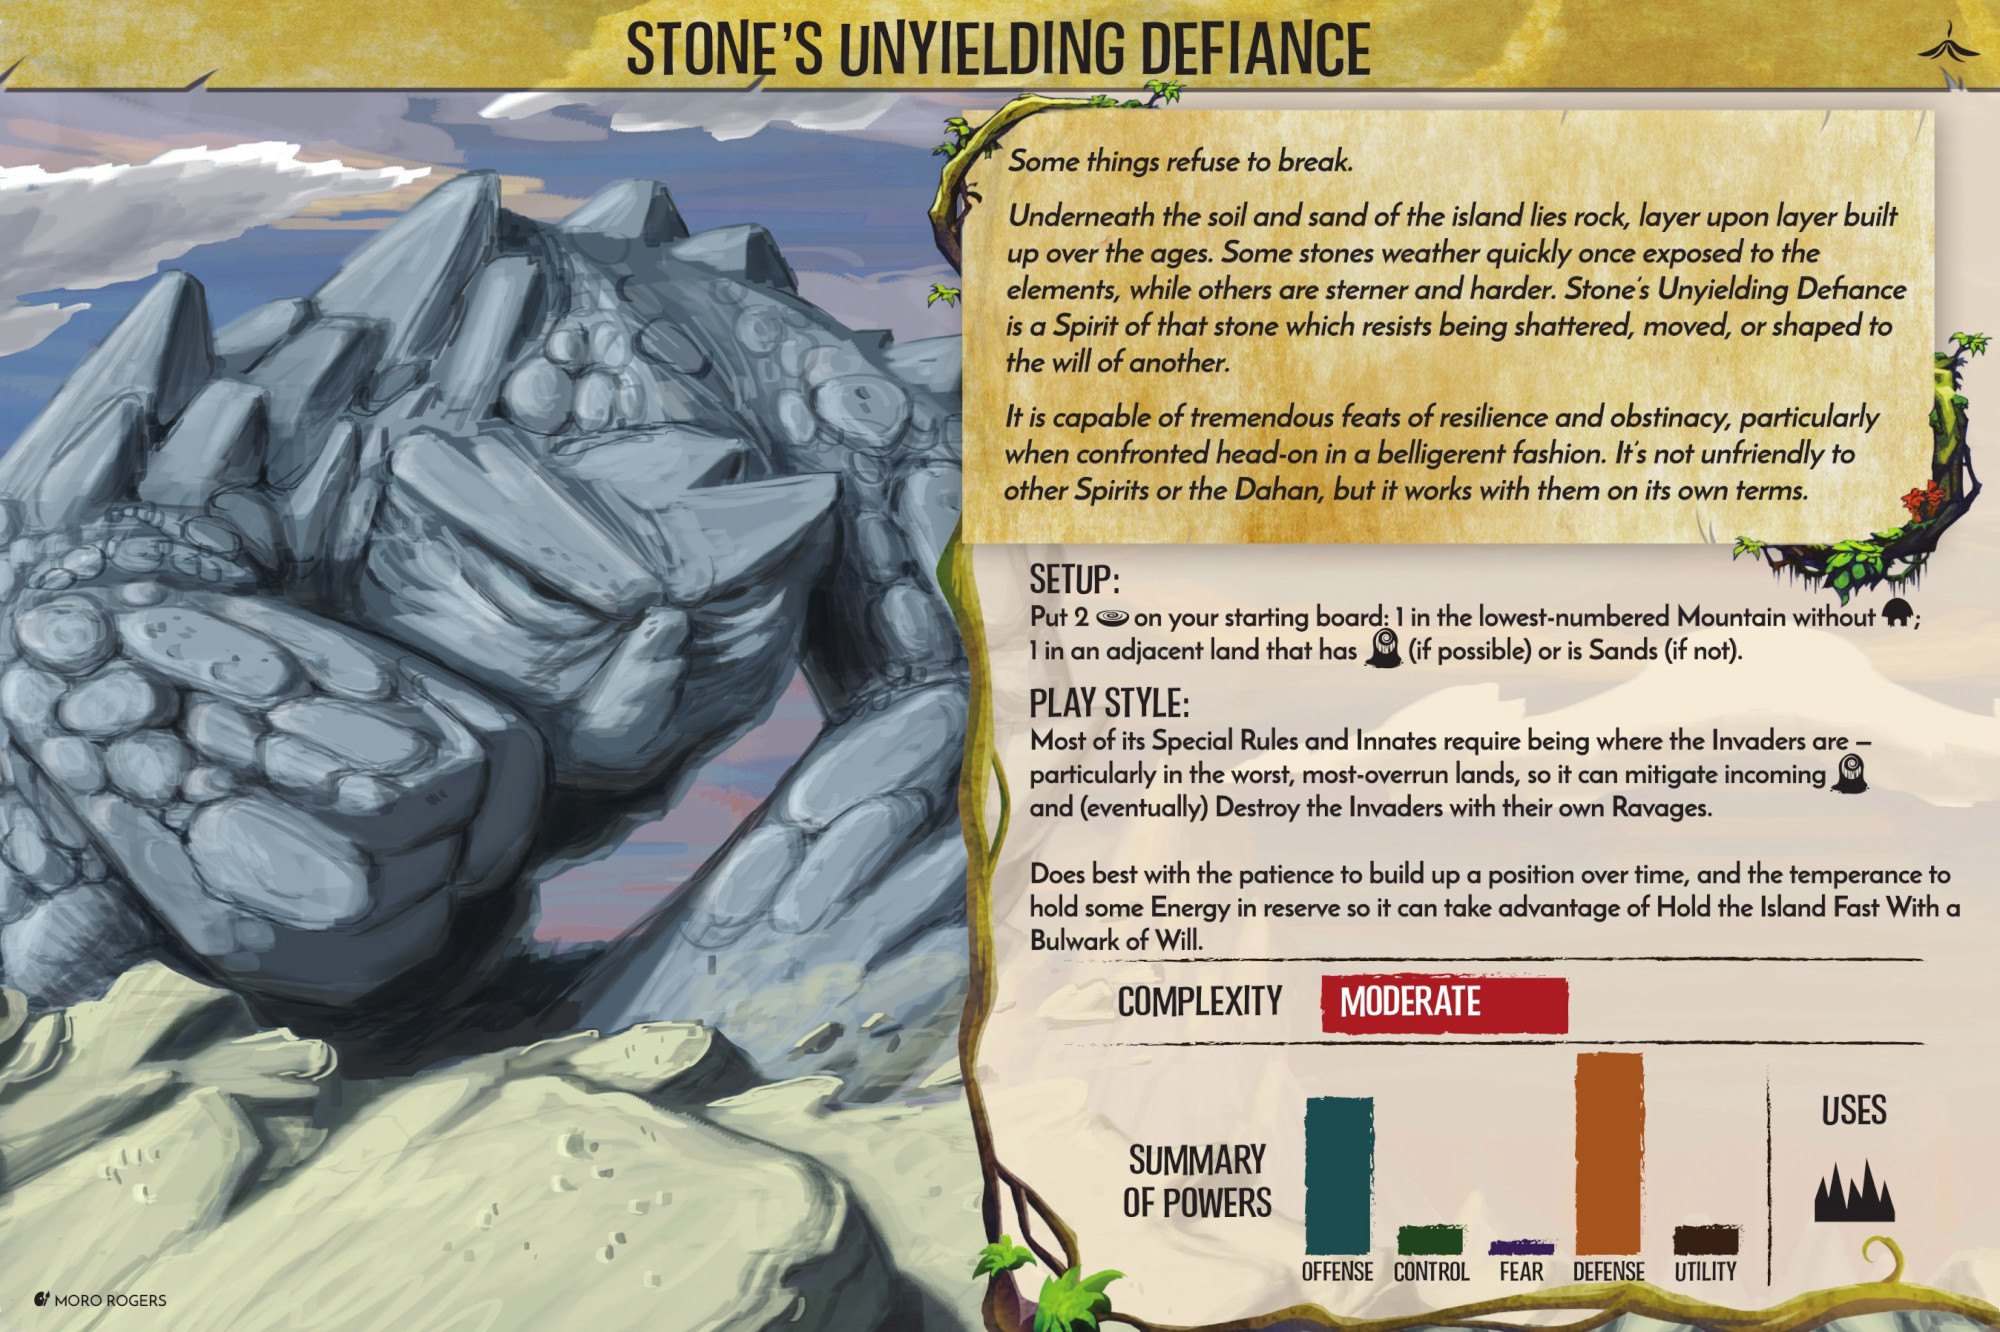 STONE'S UNYIELDING DEFIANCE
Some things refuse to break.
Underneath the soil and sand of the island lies rock, layer upon layer built
up over the ages. Some stones weather quickly once exposed to the
elements, while others are sterner and harder. Stone's Unyielding Defiance
is a Spirit of that stone which resists being shattered, moved, or shaped to
the will of another.
It is capable of tremendous feats of resilience and obstinacy, particularly
when confronted head-on in a belligerent fashion. It's not unfriendly to
other Spirits or the Dahan, but it works with them on its own terms.
SETUP:
Put 2 on your starting board: 1 in the lowest-numbered Mountain without ;
1 in an adjacent land that has (if possible) or is Sands (if not).
PLAY STYLE:
Most of its Special Rules and Innates require being where the Invaders are –
particularly in the worst, most-overrun lands, so it can mitigate incoming
and (eventually) Destroy the Invaders with their own Ravages.
Does best with the patience to build up a position over time, and the temperance to
hold some Energy in reserve so it can take advantage of Hold the Island Fast With a
Bulwark of Will.
COMPLEXITY MODERATE
SUMMARY
OF POWERS
OFFENSE CONTROL FEAR DEFENSE UTILITY
USES
MORO ROGERS